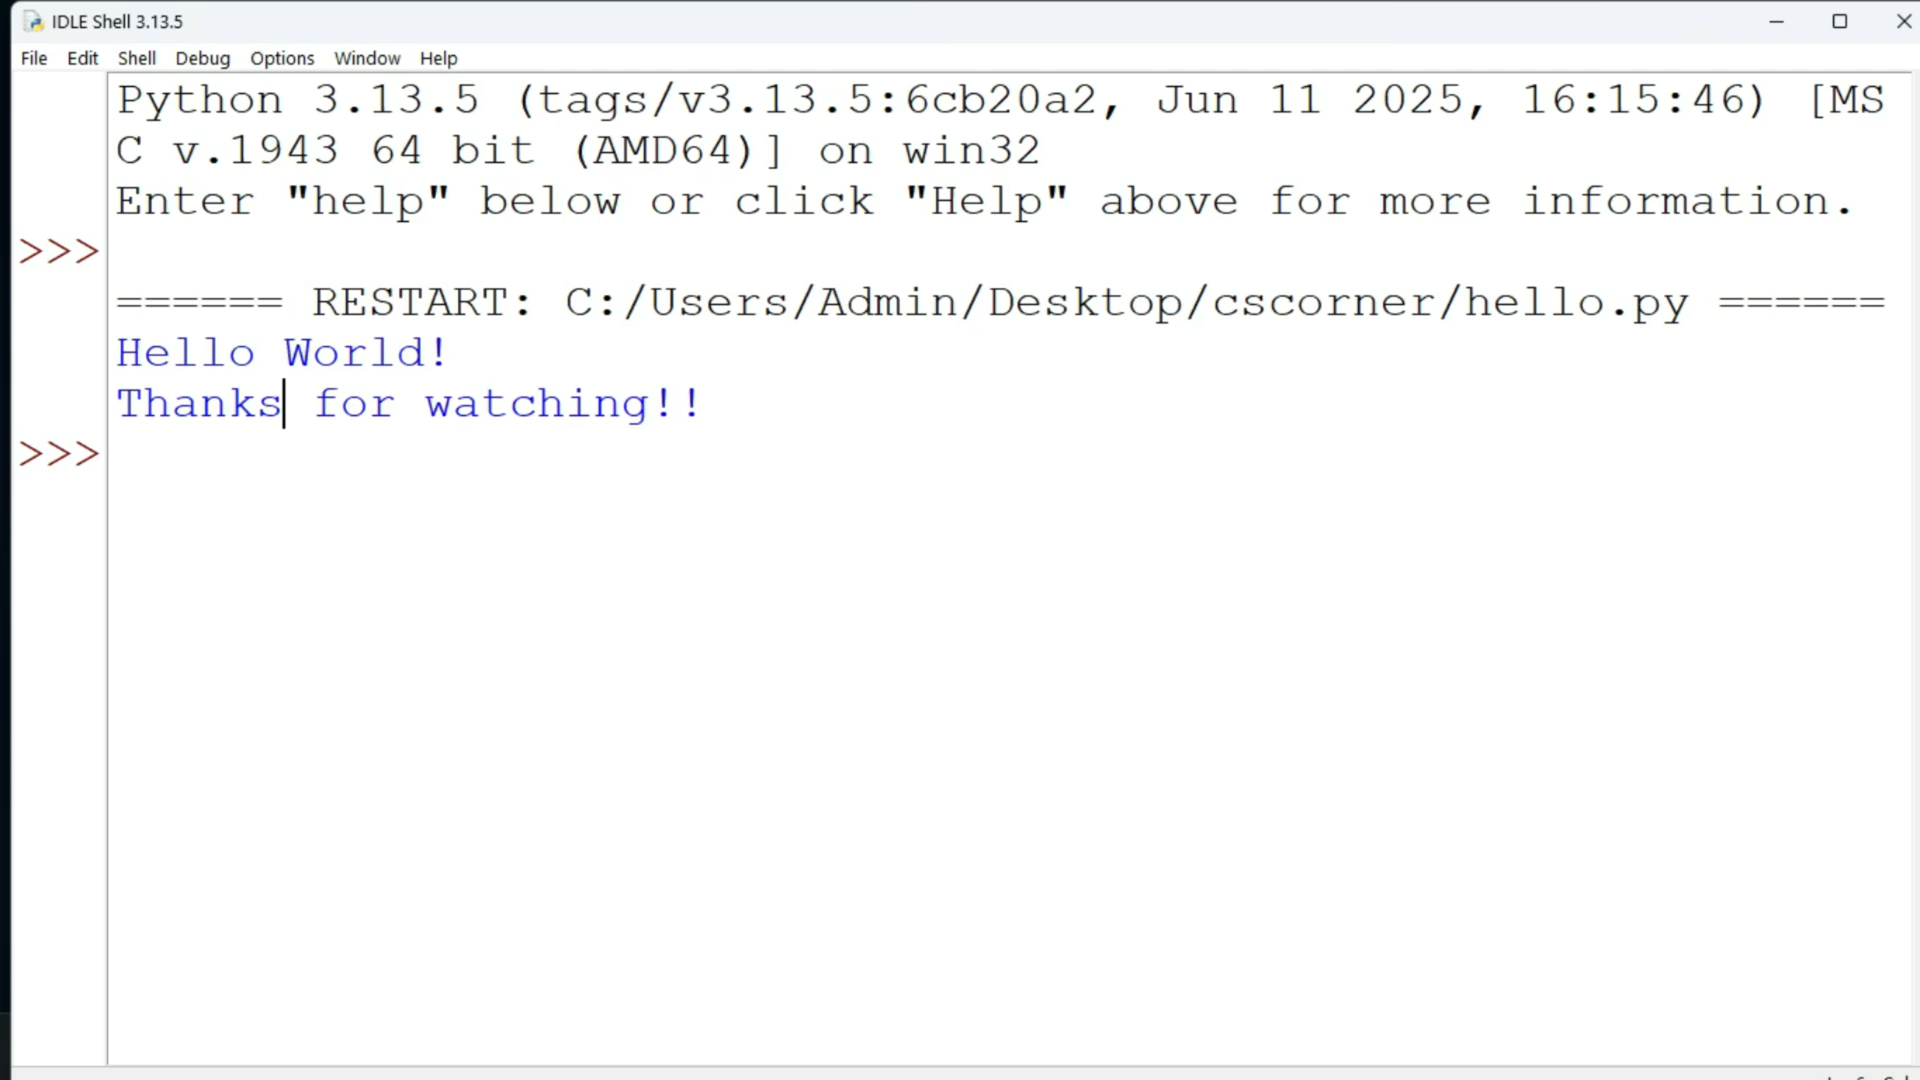 IDLE Shell 3.13.5
File Edit Shell Debug Options Window Help
Python 3.13.5 (tags/v3.13.5:6cb20a2, Jun 11 2025, 16:15:46) [MS
C v.1943 64 bit (AMD64)] on win32
Enter "help" below or click "Help" above for more information.
>>>
====== RESTART: C:/Users/Admin/Desktop/cscorner/hello.py ======
Hello World!
Thanks for watching!!
>>>